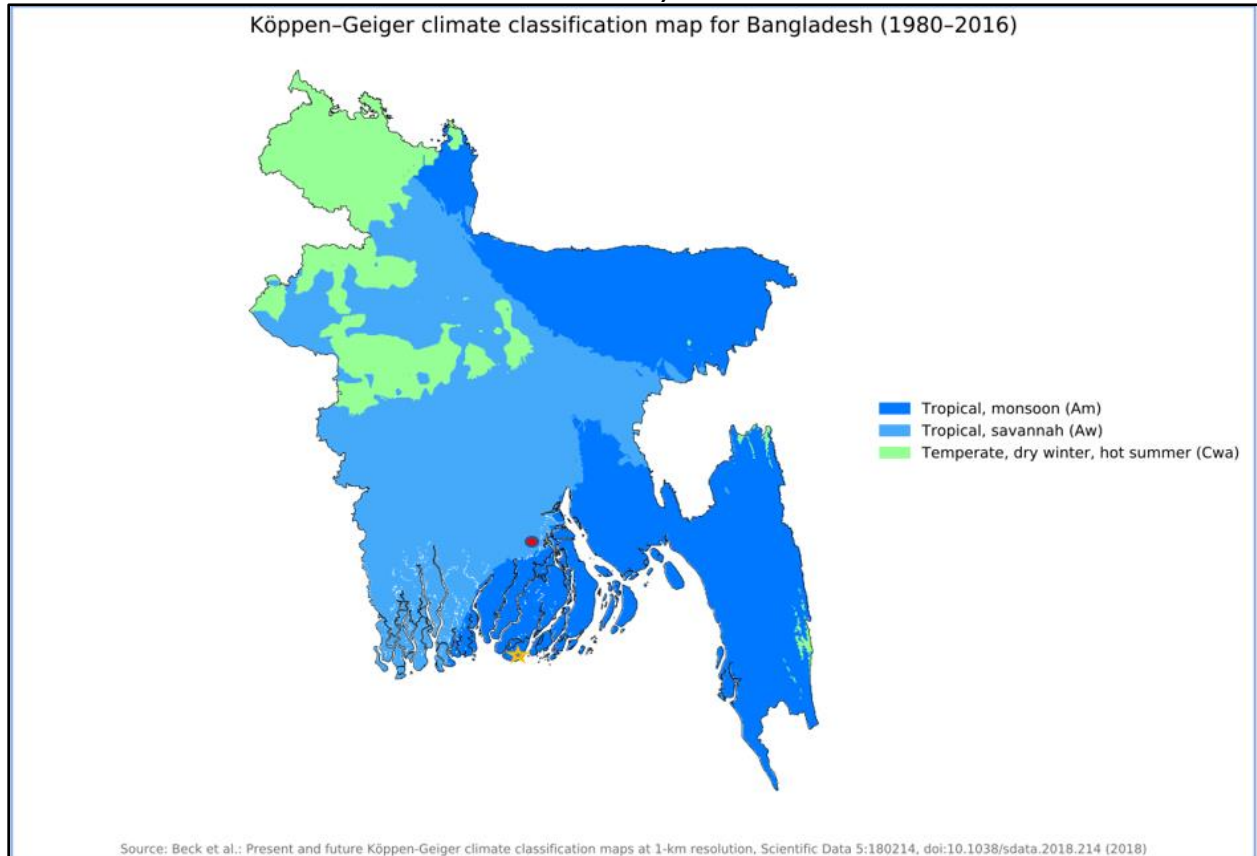 Köppen–Geiger climate classification map for Bangladesh (1980–2016)
Tropical, monsoon (Am)
Tropical, savannah (Aw)
Temperate, dry winter, hot summer (Cwa)
Source: Beck et al.: Present and future Köppen-Geiger climate classification maps at 1-km resolution, Scientific Data 5:180214, doi:10.1038/sdata.2018.214 (2018)